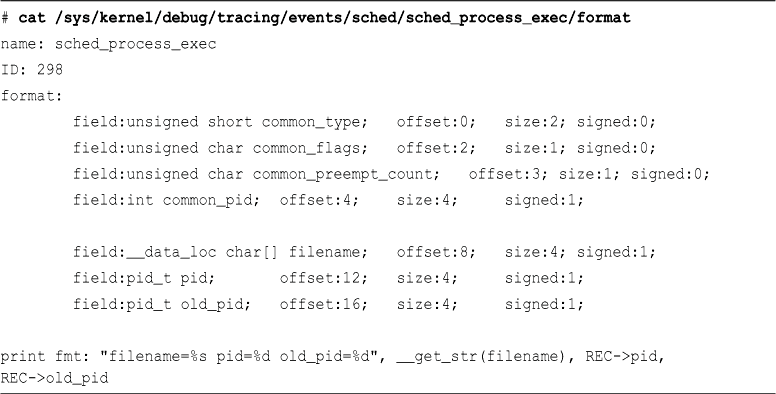 # cat /sys/kernel/debug/tracing/events/sched/sched_process_exec/format
name: sched_process_exec
ID: 298
format:
field:unsigned short common_type; offset:0; size:2; signed:0;
field:unsigned char common_flags; offset:2; size:1; signed:0;
field:unsigned char common_preempt_count; offset:3; size:1; signed:0;
field:int common_pid; offset:4; size:4; signed:1;
field:__data_loc char[] filename; offset:8; size:4; signed:1;
field:pid_t pid; offset:12; size:4; signed:1;
field:pid_t old_pid; offset:16; size:4; signed:1;
print fmt: "filename=%s pid=%d old_pid=%d", __get_str(filename), REC->pid,
REC->old_pid